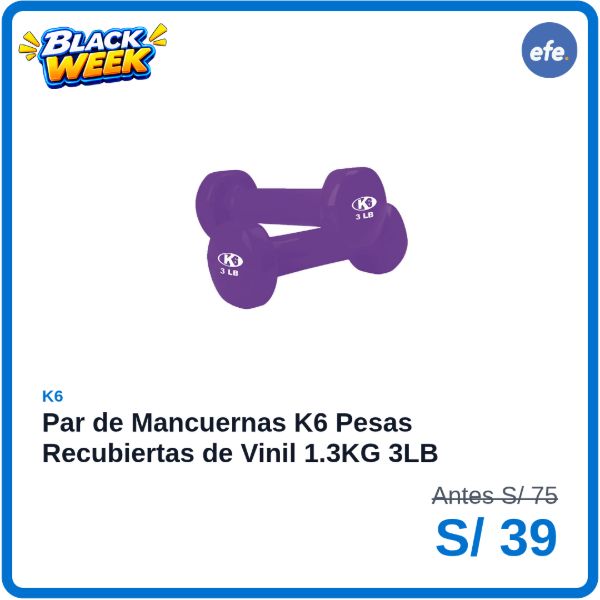 BLACK
WEEK
efe.
K6
3 LB
K6
3 LB
K6
Par de Mancuernas K6 Pesas
Recubiertas de Vinil 1.3KG 3LB
Antes S/ 75
S/ 39